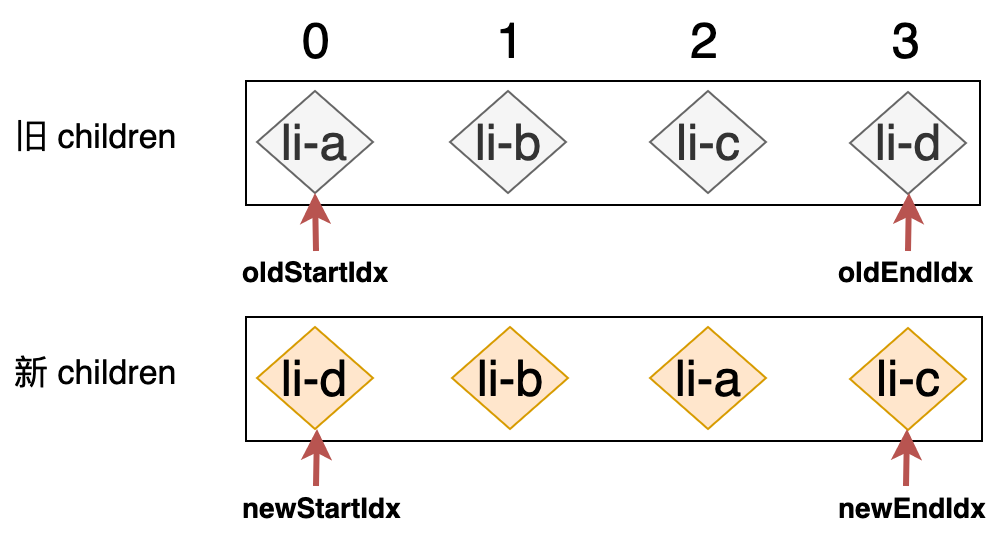 0 1 2 3
旧 children li-a li-b li-c li-d
oldStartIdx oldEndIdx
新 children li-d li-b li-a li-c
newStartIdx newEndIdx